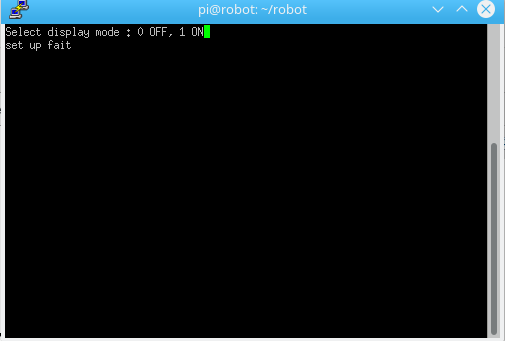 pi@robot: ~/robot
Select display mode : 0 OFF, 1 ON
set up fait